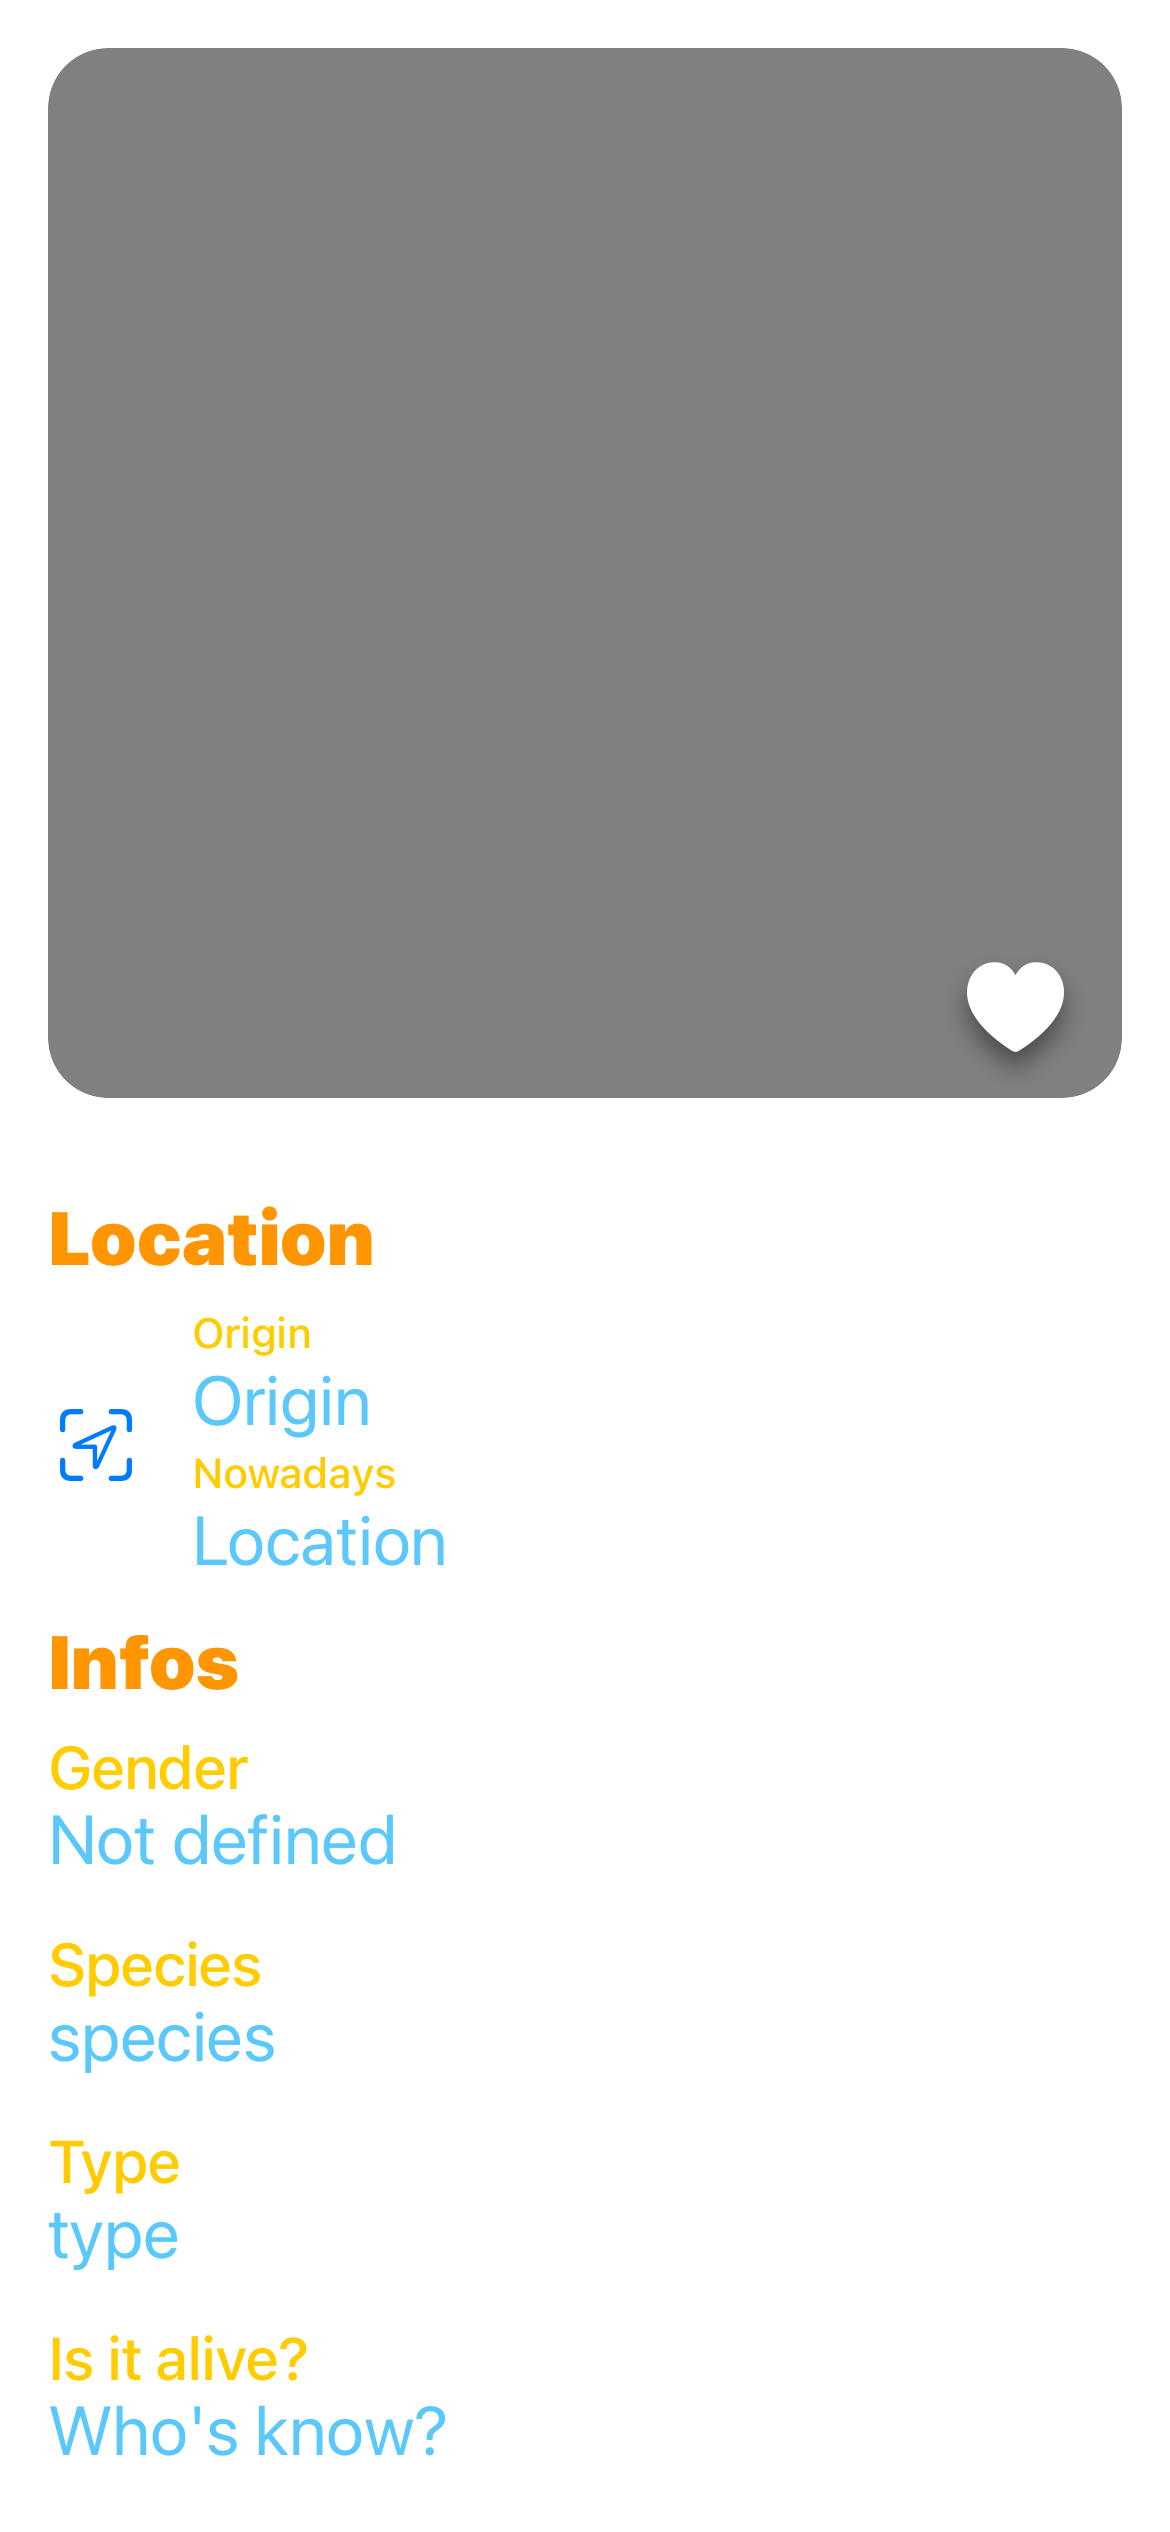 Location
Origin
Origin
Nowadays
Location
Infos
Gender
Not defined
Species
species
Type
type
Is it alive?
Who's know?